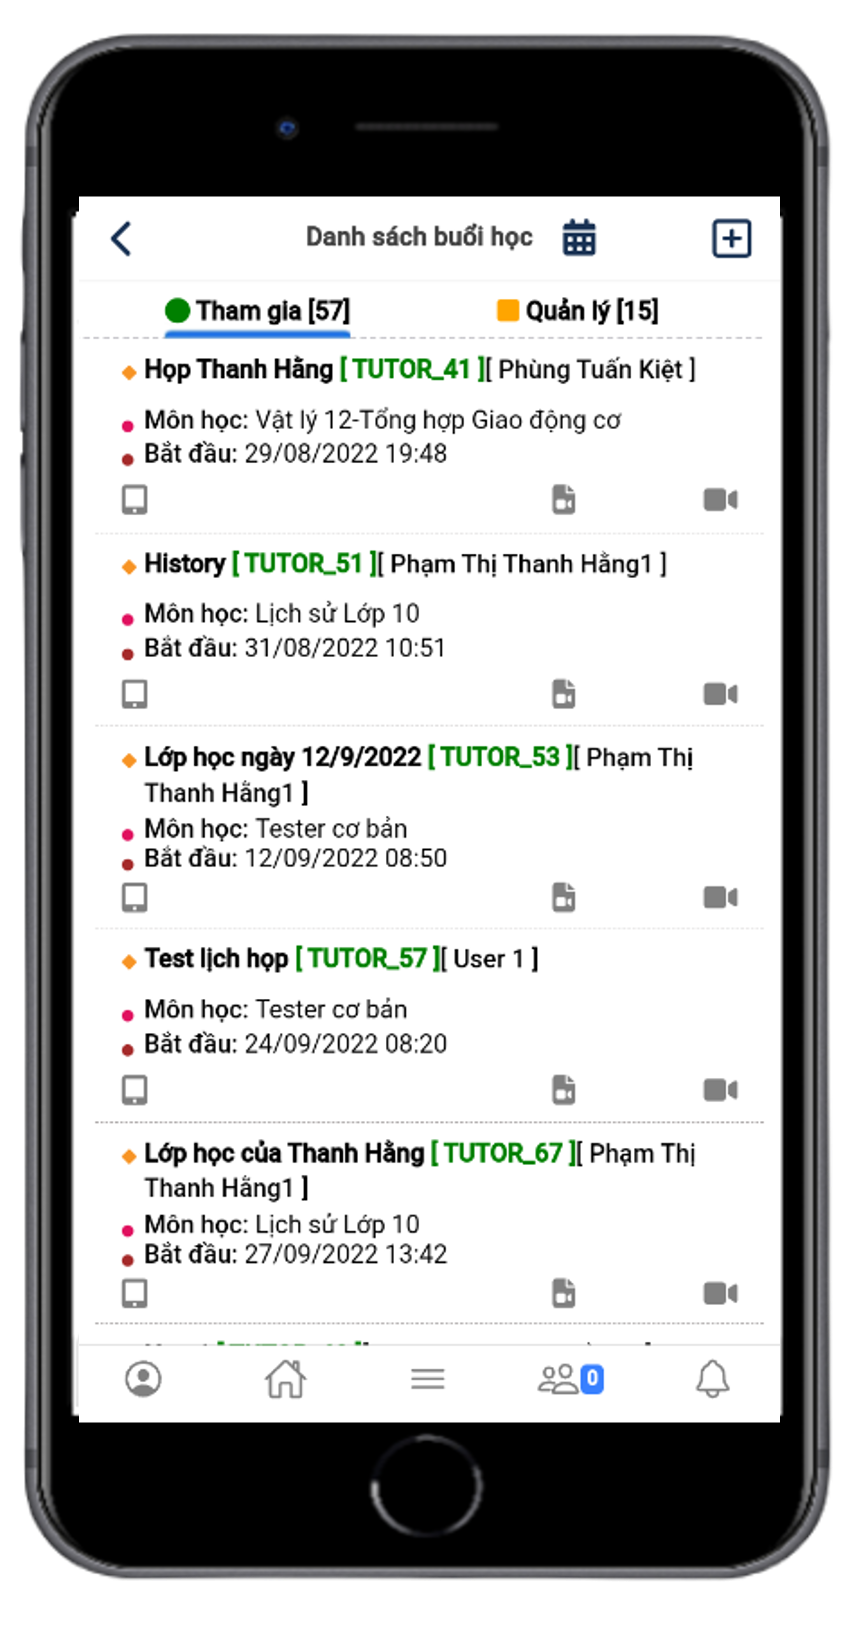 Danh sách buổi học
Tham gia [57] Quản lý [15]
Họp Thanh Hằng [ TUTOR_41 ][ Phùng Tuấn Kiệt ]
Môn học: Vật lý 12-Tổng hợp Giao động cơ
Bắt đầu: 29/08/2022 19:48
History [ TUTOR_51 ][ Phạm Thị Thanh Hằng1 ]
Môn học: Lịch sử Lớp 10
Bắt đầu: 31/08/2022 10:51
Lớp học ngày 12/9/2022 [ TUTOR_53 ][ Phạm Thị
Thanh Hằng1 ]
Môn học: Tester cơ bản
Bắt đầu: 12/09/2022 08:50
Test lịch họp [ TUTOR_57 ][ User 1 ]
Môn học: Tester cơ bản
Bắt đầu: 24/09/2022 08:20
Lớp học của Thanh Hằng [ TUTOR_67 ][ Phạm Thị
Thanh Hằng1 ]
Môn học: Lịch sử Lớp 10
Bắt đầu: 27/09/2022 13:42
0